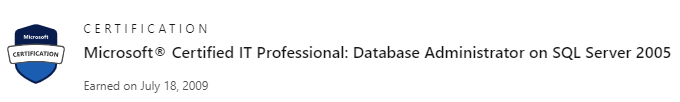 CERTIFICATION
Microsoft
CERTIFICATION
Microsoft® Certified IT Professional: Database Administrator on SQL Server 2005
Earned on July 18, 2009